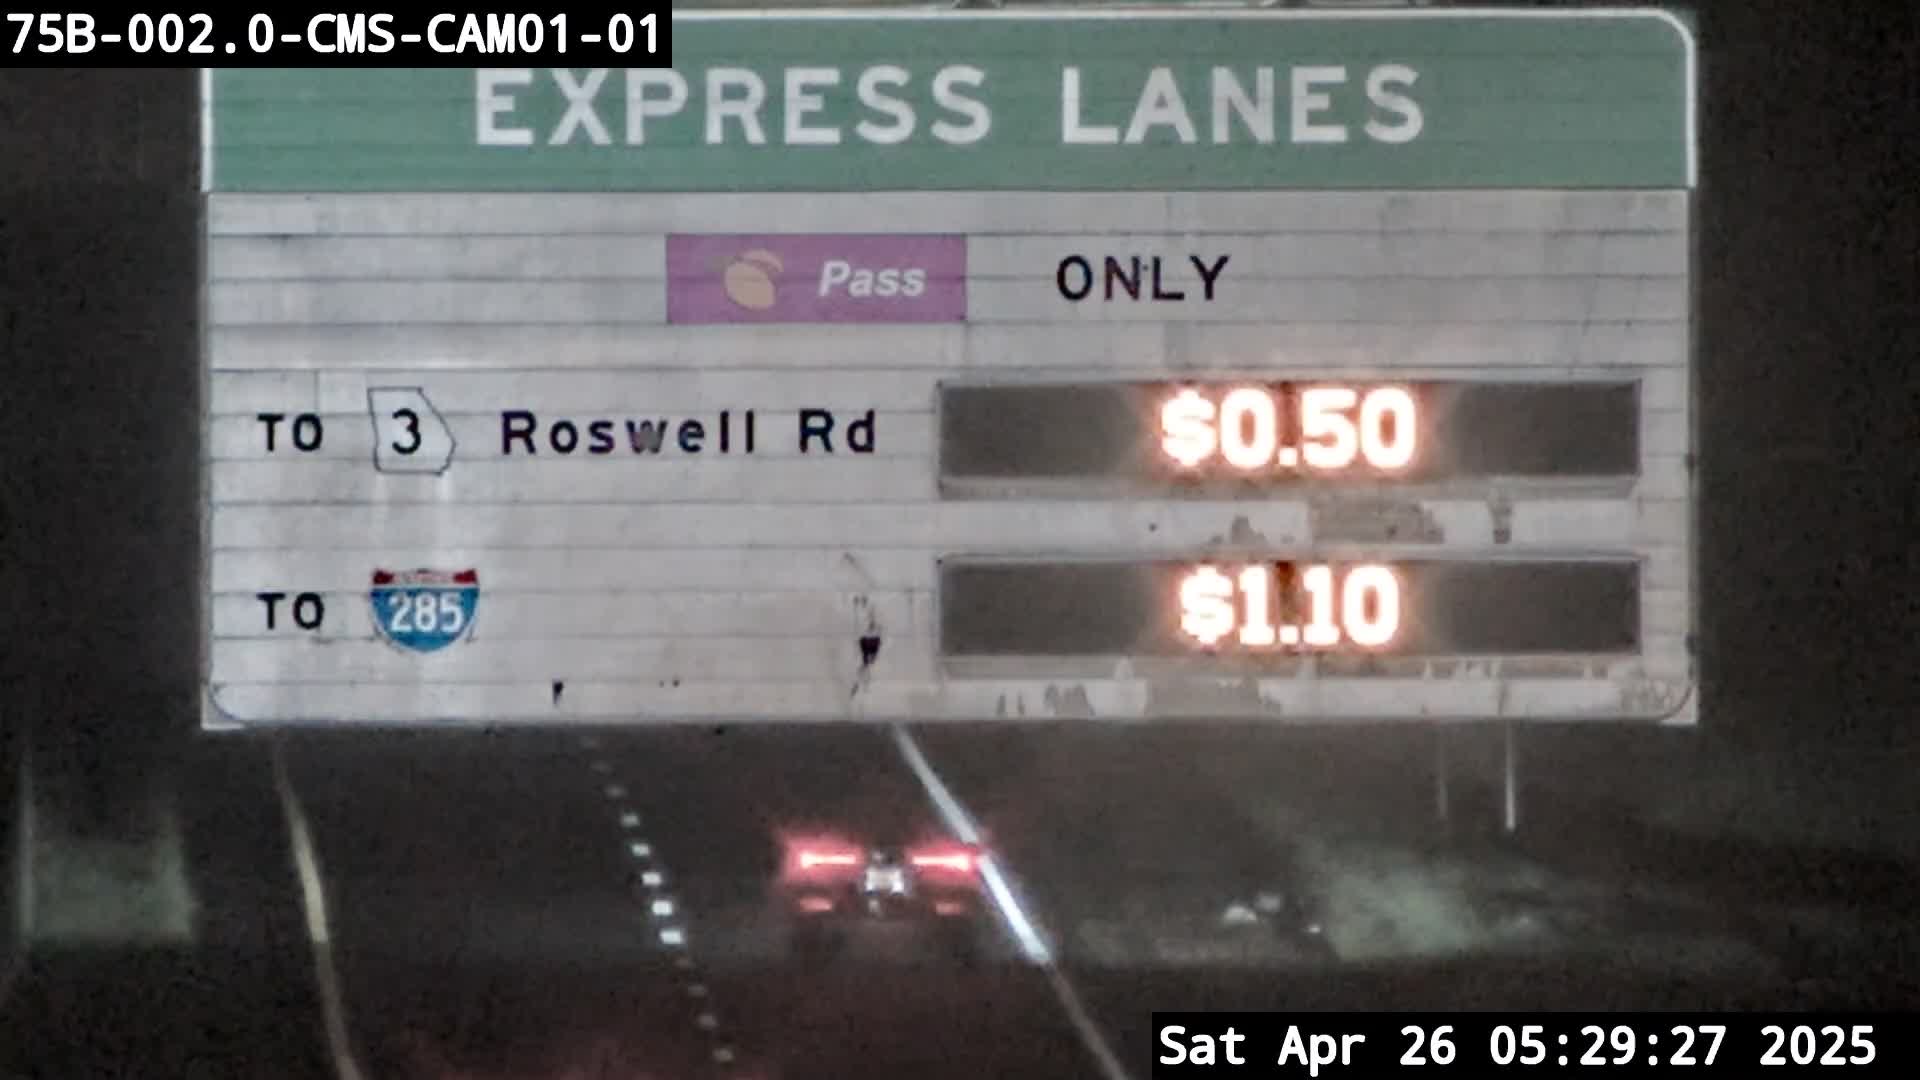 75B-002.0-CMS-CAM01-01
EXPRESS LANES
Pass ONLY
TO 3 Roswell Rd $0.50
TO 285 $1.10
Sat Apr 26 05:29:27 2025